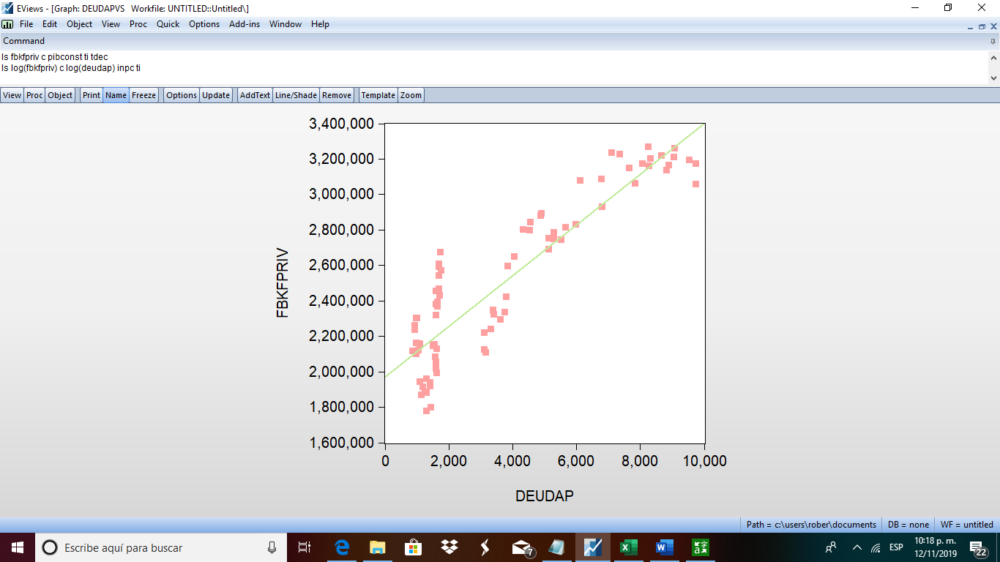 EViews - [Graph: DEUDAPVS   Workfile: UNTITLED::Untitled\]
File Edit Object View Proc Quick Options Add-ins Window Help
Command
ls fbkfpriv c pibconst ti tdec
ls log(fbkfpriv) c log(deudap) inpc ti
View Proc Object Print Name Freeze Options Update AddText Line/Shade Remove Template Zoom
3,400,000
3,200,000
3,000,000
2,800,000
2,600,000
2,400,000
2,200,000
2,000,000
1,800,000
1,600,000
FBKFPRIV
0 2,000 4,000 6,000 8,000 10,000
DEUDAP
Path = c:\users\rober\documents DB = none WF = untitled
Escribe aquí para buscar
7
ESP
10:18 p. m.
12/11/2019
22